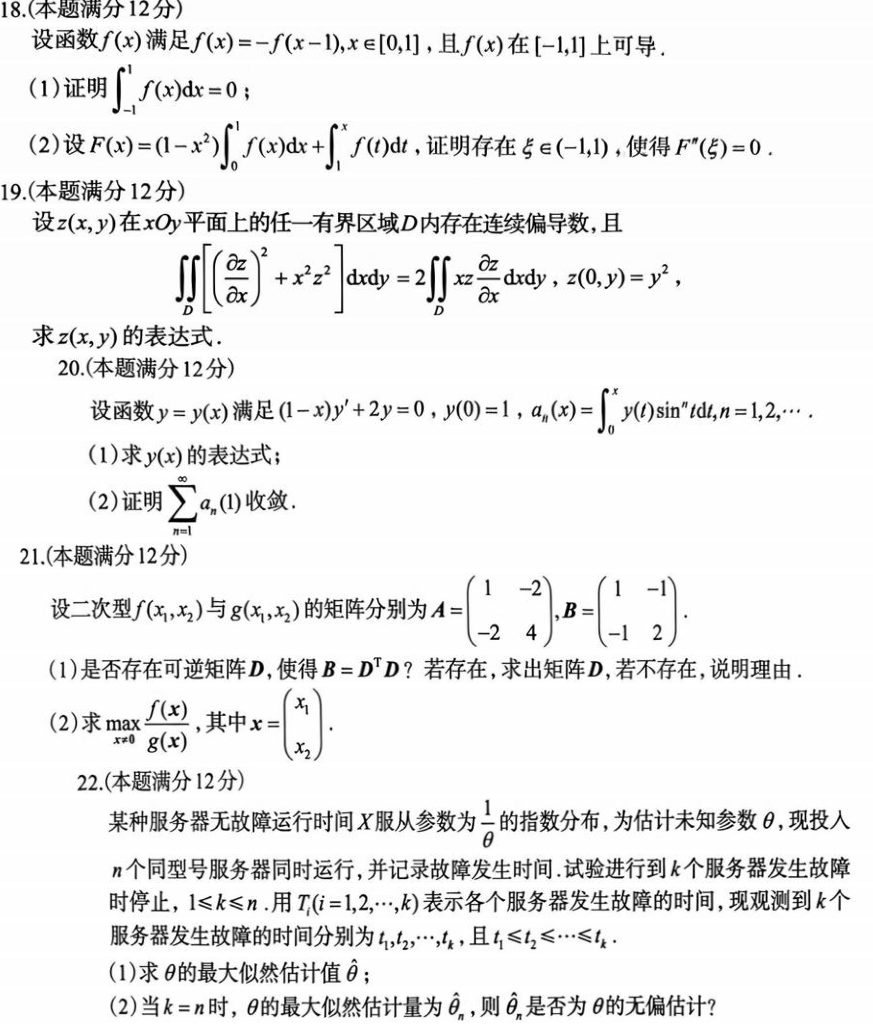 18.(本题满分12分)
设函数f(x)满足f(x)=-f(x-1),x∈[0,1],且f(x)在[-1,1]上可导.
(1)证明∫_{-1}^{1} f(x)dx=0;
(2)设F(x)=(1-x²)∫_{0}^{1} f(x)dx+∫_{1}^{x} f(t)dt,证明存在ξ∈(-1,1),使得F″(ξ)=0.
19.(本题满分12分)
设z(x,y)在xOy平面上的任一有界区域D内存在连续偏导数,且
∬_D[(∂z/∂x)²+x²z²]dxdy=2∬_D xz ∂z/∂x dxdy,z(0,y)=y²,
求z(x,y)的表达式.
20.(本题满分12分)
设函数y=y(x)满足(1-x)y′+2y=0,y(0)=1,aₙ(x)=∫_{0}^{x} y(t)sinⁿtdt,n=1,2,⋯.
(1)求y(x)的表达式;
(2)证明∑_{n=1}^{∞} aₙ(1)收敛.
21.(本题满分12分)
设二次型f(x₁,x₂)与g(x₁,x₂)的矩阵分别为A=(1 -2; -2 4),B=(1 -1; -1 2).
(1)是否存在可逆矩阵D,使得B=DᵀD?若存在,求出矩阵D,若不存在,说明理由.
(2)求max_{x≠0} f(x)/g(x),其中x=(x₁; x₂).
22.(本题满分12分)
某种服务器无故障运行时间X服从参数为1/θ的指数分布,为估计未知参数θ,现投入
n个同型号服务器同时运行,并记录故障发生时间.试验进行到k个服务器发生故障
时停止,1≤k≤n.用Tᵢ(i=1,2,⋯,k)表示各个服务器发生故障的时间,现观测到k个
服务器发生故障的时间分别为t₁,t₂,⋯,tₖ,且t₁≤t₂≤⋯≤tₖ.
(1)求θ的最大似然估计值θ̂;
(2)当k=n时,θ的最大似然估计量为θ̂ₙ,则θ̂ₙ是否为θ的无偏估计?